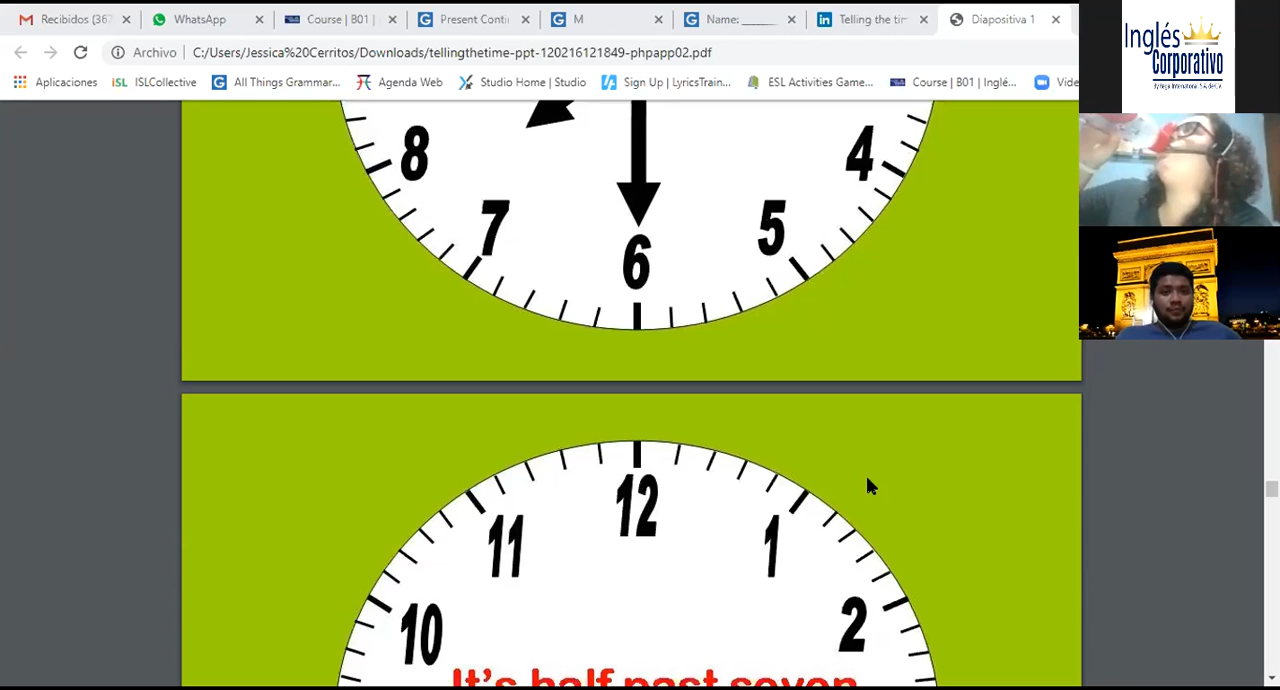 Recibidos (367
WhatsApp
Course | B01 |
Present Conti
M
Name: ______
Telling the tim
Diapositiva 1
Archivo
C:/Users/Jessica%20Cerritos/Downloads/tellingthetime-ppt-120216121849-phpapp02.pdf
Aplicaciones
iSL ISLCollective
All Things Grammar...
Agenda Web
Studio Home | Studio
Sign Up | LyricsTrain...
ESL Activities Game...
Course | B01 | Inglé...
Vide
Inglés
Corporativo
8
4
7
5
6
12
11
1
10
2
It's half past seven